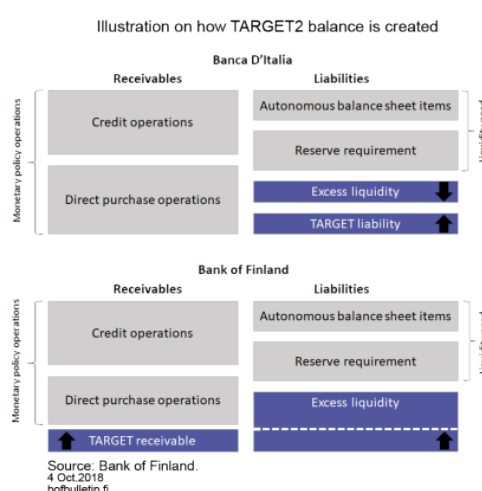 Illustration on how TARGET2 balance is created
Banca D'Italia
Receivables
Liabilities
Monetary policy operations
Credit operations
Direct purchase operations
Autonomous balance sheet items
Reserve requirement
Excess liquidity
TARGET liability
Bank of Finland
Receivables
Liabilities
Monetary policy operations
Credit operations
Direct purchase operations
TARGET receivable
Autonomous balance sheet items
Reserve requirement
Excess liquidity
Source: Bank of Finland.
4 Oct.2018
bofbulletin.fi